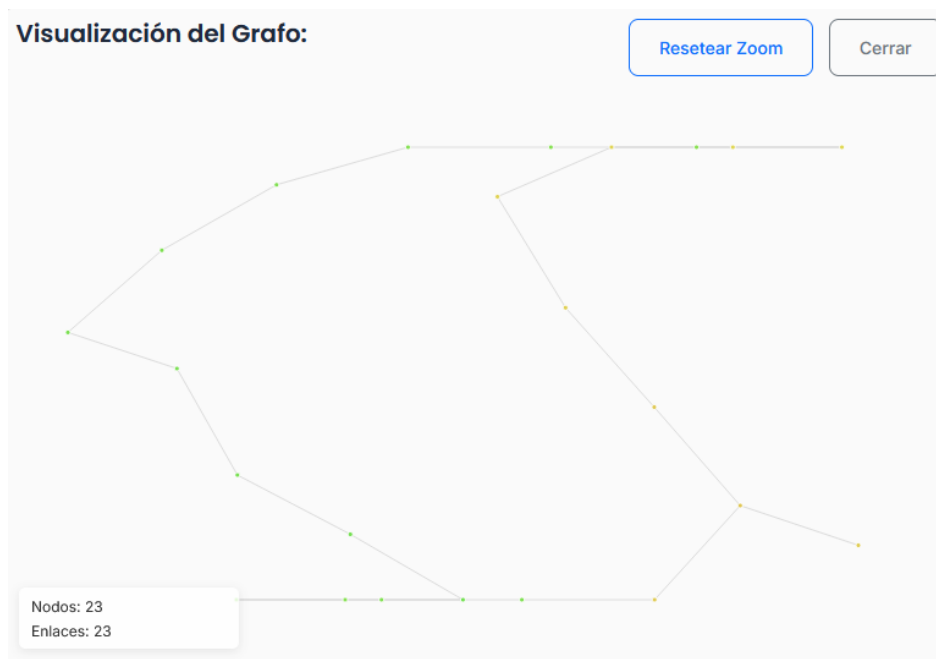 Visualización del Grafo:
Resetear Zoom
Cerrar
Nodos: 23
Enlaces: 23